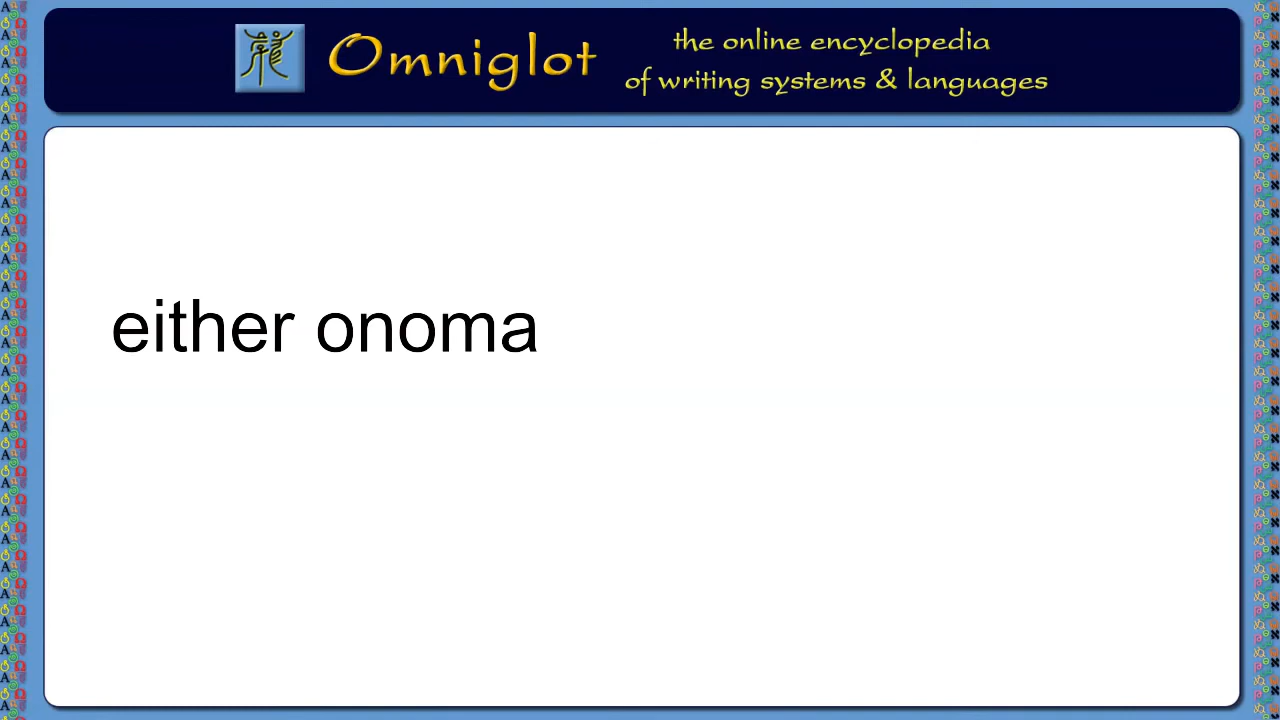 Omniglot
the online encyclopedia
of writing systems & languages
either onoma